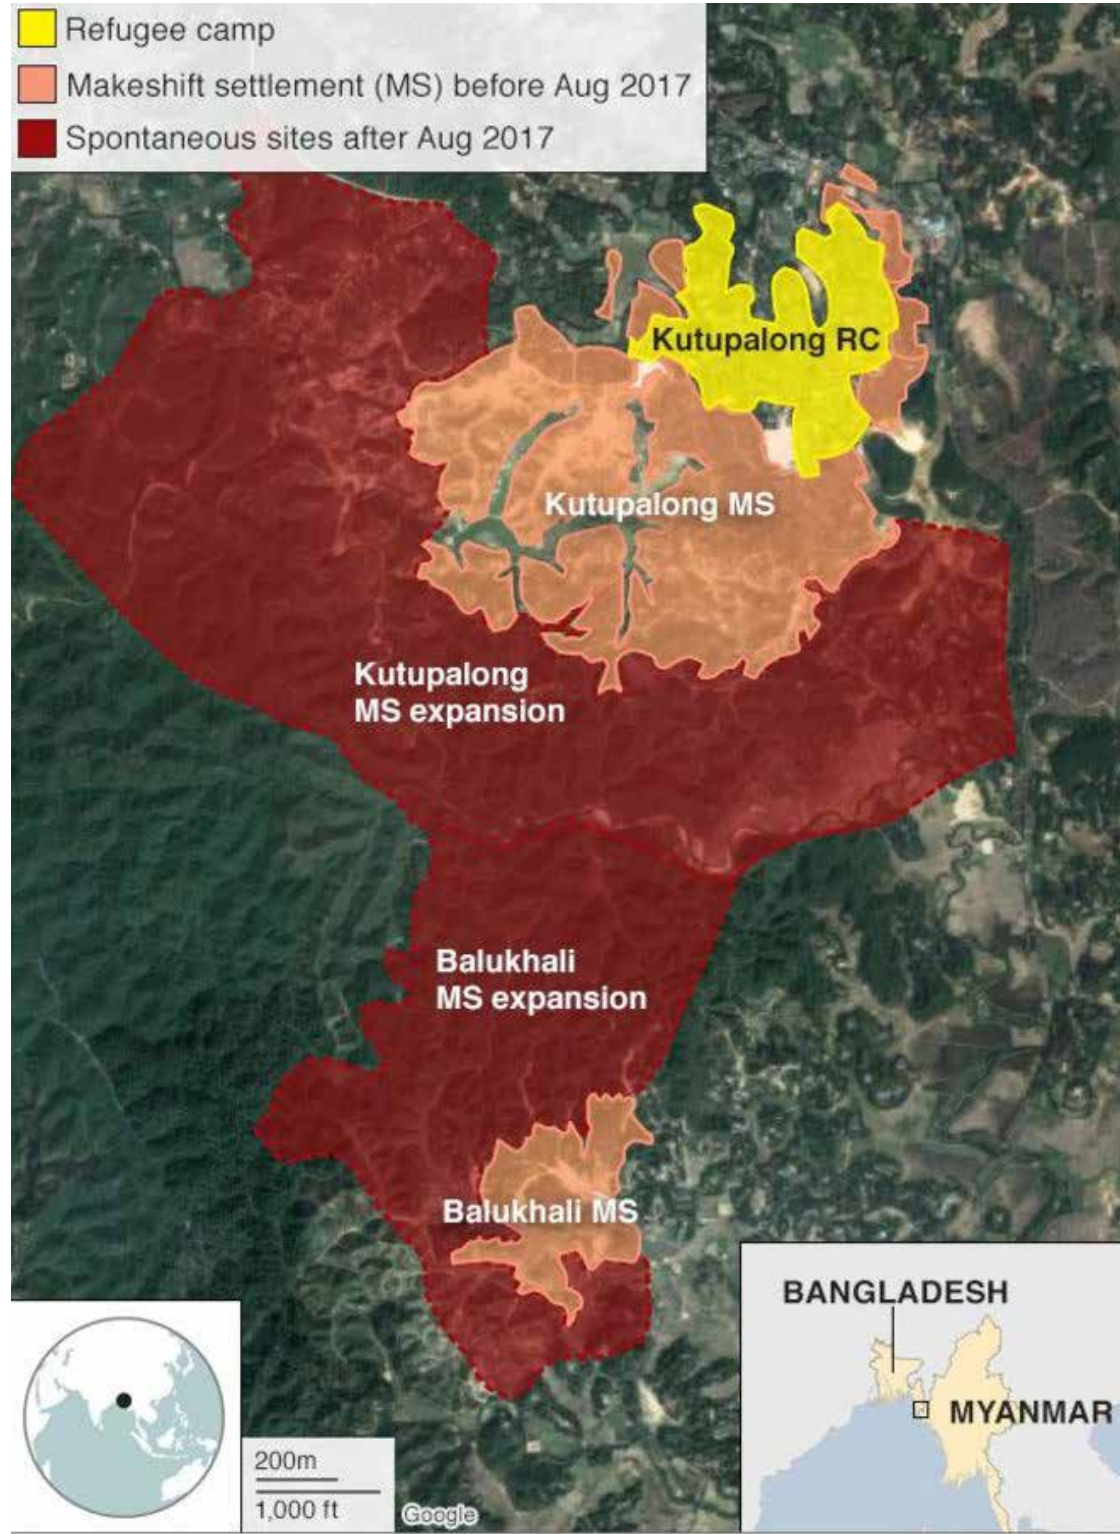 Refugee camp
Makeshift settlement (MS) before Aug 2017
Spontaneous sites after Aug 2017
Kutupalong RC
Kutupalong MS
Kutupalong
MS expansion
Balukhali
MS expansion
Balukhali MS
BANGLADESH
MYANMAR
200m
1,000 ft
Google